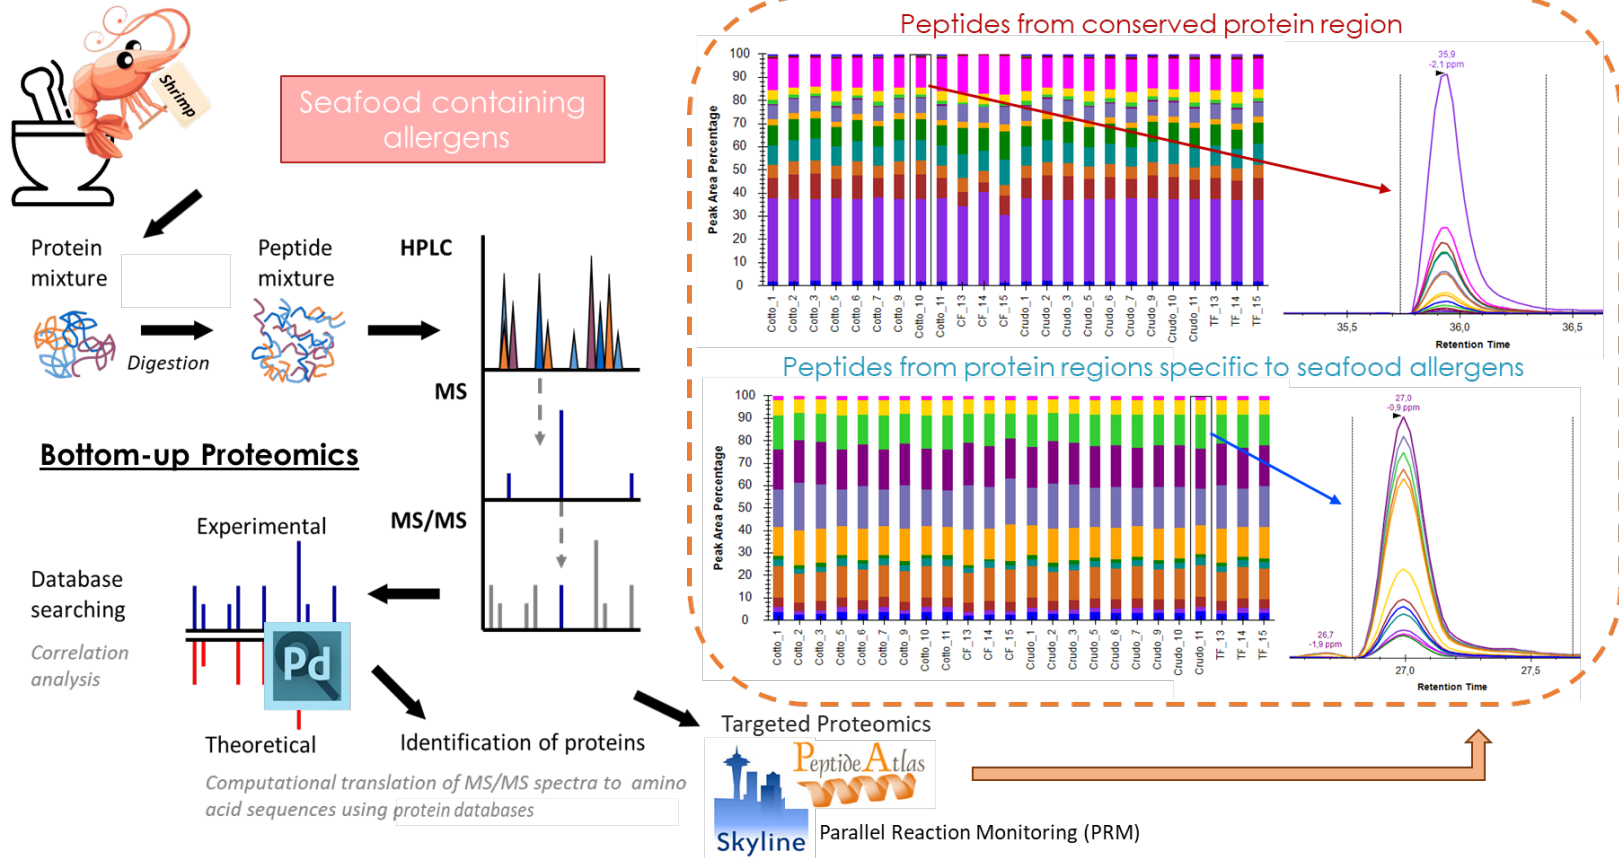 Shrimp
Seafood containing
allergens
Protein
mixture
Peptide
mixture
Digestion
HPLC
MS
MS/MS
Bottom-up Proteomics
Experimental
Database
searching
Correlation
analysis
Pd
Theoretical
Identification of proteins
Computational translation of MS/MS spectra to amino
acid sequences using protein databases
Targeted Proteomics
PeptideAtlas
Skyline
Parallel Reaction Monitoring (PRM)
Peptides from conserved protein region
Peak Area Percentage
100
90
80
70
60
50
40
30
20
10
0
Cotto_1
Cotto_2
Cotto_3
Cotto_5
Cotto_6
Cotto_7
Cotto_9
Cotto_10
Cotto_11
CF_13
CF_14
CF_15
Crudo_1
Crudo_2
Crudo_3
Crudo_5
Crudo_6
Crudo_7
Crudo_9
Crudo_10
Crudo_11
TF_13
TF_14
TF_15
35,9
-2,1 ppm
35,5
36,0
36,5
Retention Time
Peptides from protein regions specific to seafood allergens
Peak Area Percentage
100
90
80
70
60
50
40
30
20
10
0
Cotto_1
Cotto_2
Cotto_3
Cotto_5
Cotto_6
Cotto_7
Cotto_9
Cotto_10
Cotto_11
CF_13
CF_14
CF_15
Crudo_1
Crudo_2
Crudo_3
Crudo_5
Crudo_6
Crudo_7
Crudo_9
Crudo_10
Crudo_11
TF_13
TF_14
TF_15
27,0
-0,9 ppm
26,7
-1,9 ppm
27,0
27,5
Retention Time